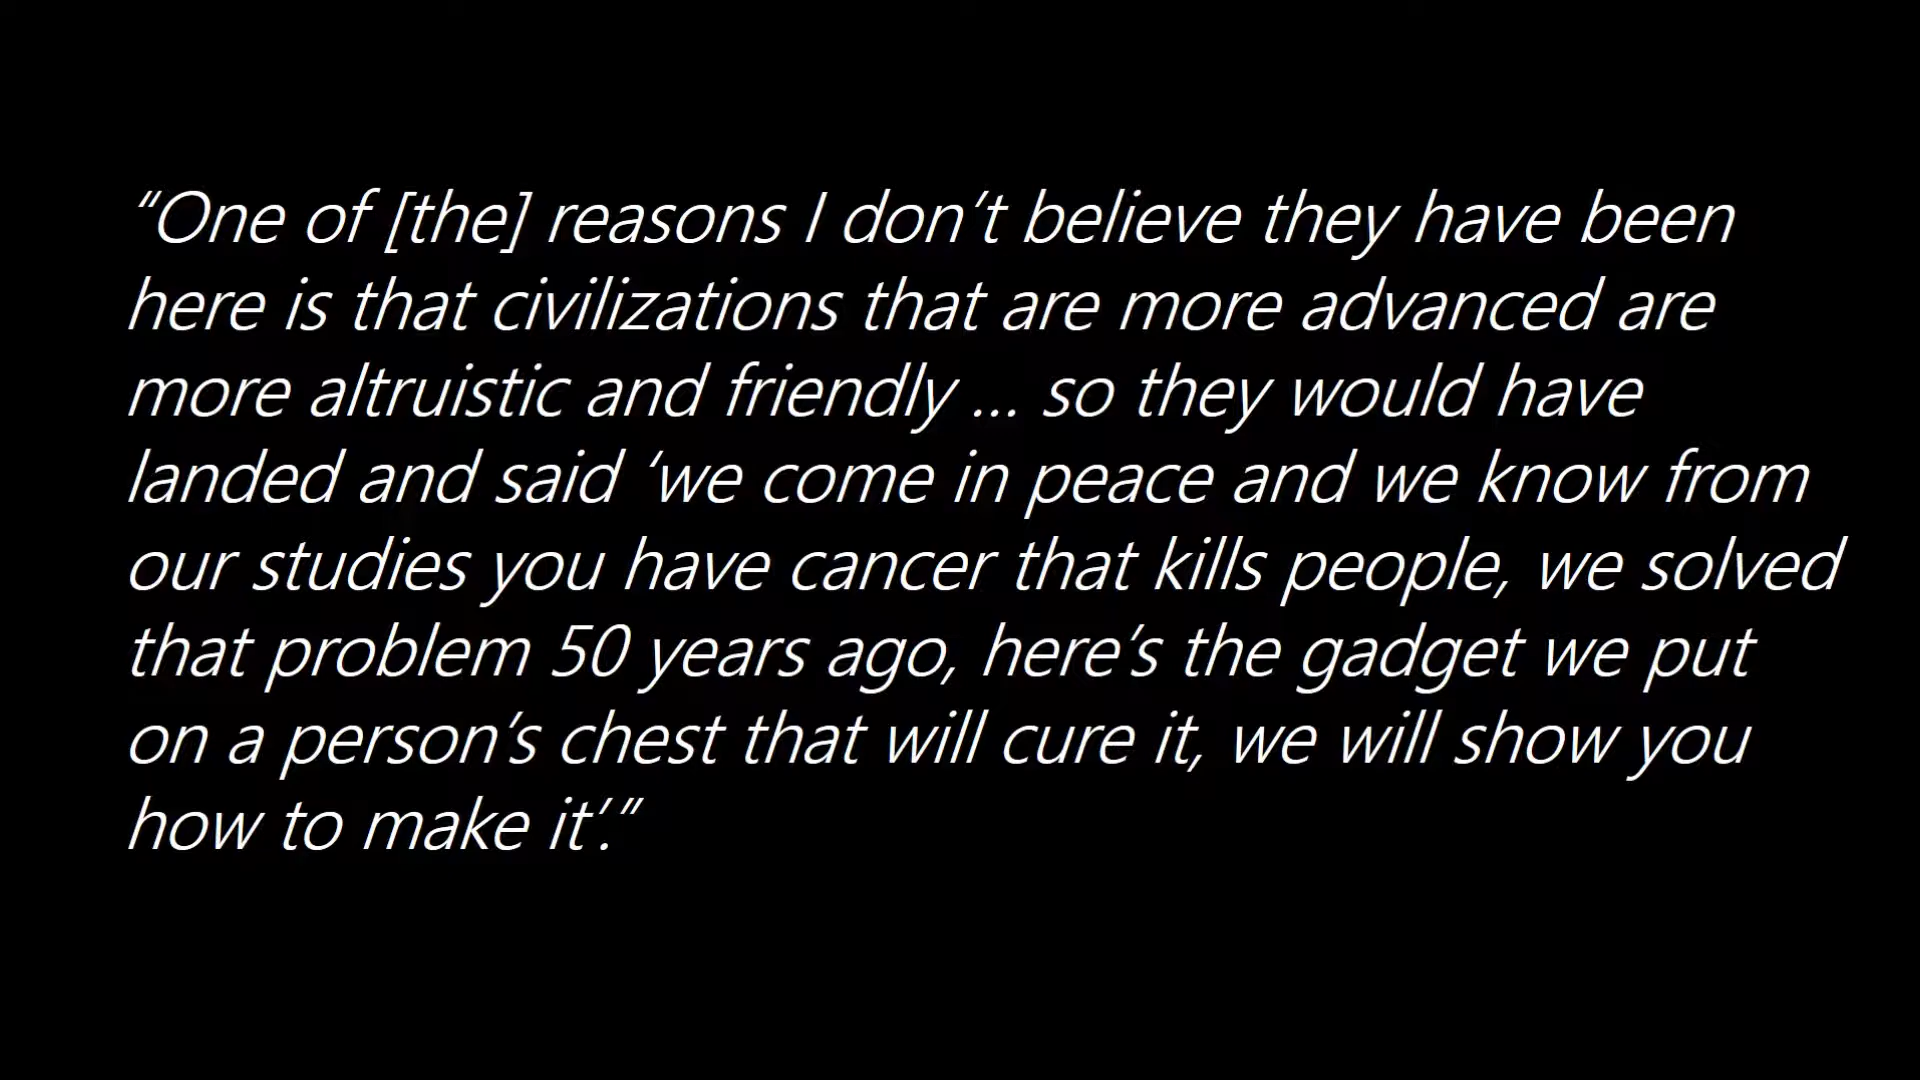 “One of [the] reasons I don’t believe they have been
here is that civilizations that are more advanced are
more altruistic and friendly ... so they would have
landed and said ‘we come in peace and we know from
our studies you have cancer that kills people, we solved
that problem 50 years ago, here’s the gadget we put
on a person’s chest that will cure it, we will show you
how to make it’.”